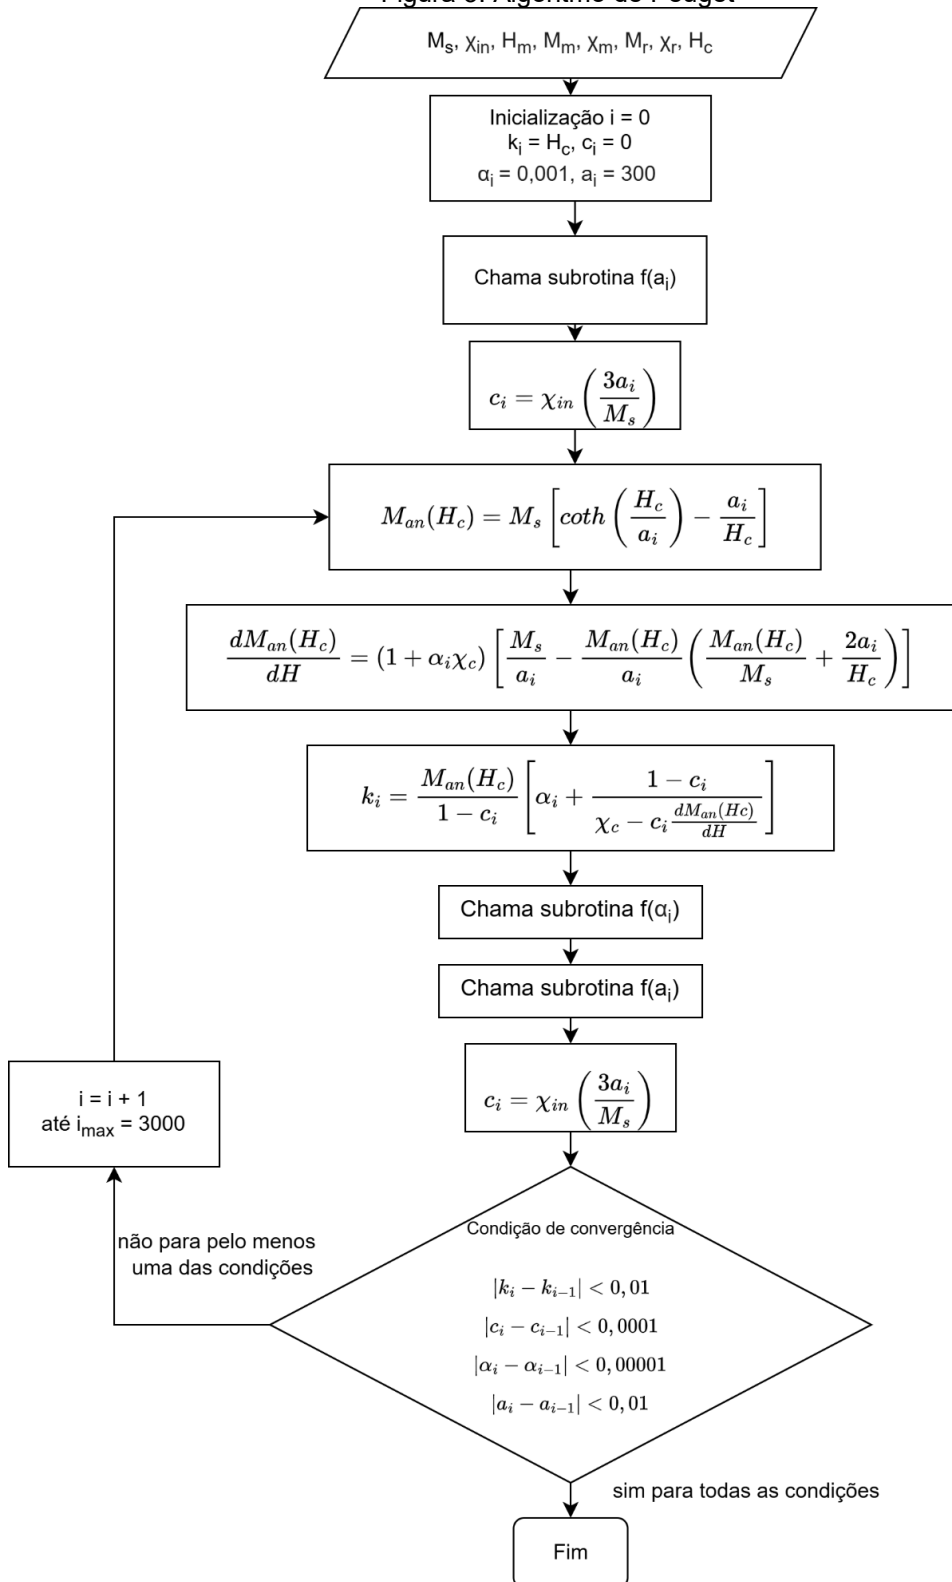 Figura 3: Algoritmo de Pouget
M_s, χ_in, H_m, M_m, χ_m, M_r, χ_r, H_c
Inicialização i = 0
k_i = H_c, c_i = 0
α_i = 0,001, a_i = 300
Chama subrotina f(a_i)
c_i = χ_in (3a_i / M_s)
M_an(H_c) = M_s [coth (H_c / a_i) − a_i / H_c]
dM_an(H_c) / dH = (1 + α_i χ_c) [M_s / a_i − M_an(H_c) / a_i (M_an(H_c) / M_s + 2a_i / H_c)]
k_i = M_an(H_c) / (1 − c_i) [α_i + (1 − c_i) / (χ_c − c_i dM_an(Hc) / dH)]
Chama subrotina f(α_i)
Chama subrotina f(a_i)
c_i = χ_in (3a_i / M_s)
i = i + 1
até i_max = 3000
não para pelo menos
uma das condições
Condição de convergência
|k_i − k_i−1| < 0,01
|c_i − c_i−1| < 0,0001
|α_i − α_i−1| < 0,00001
|a_i − a_i−1| < 0,01
sim para todas as condições
Fim